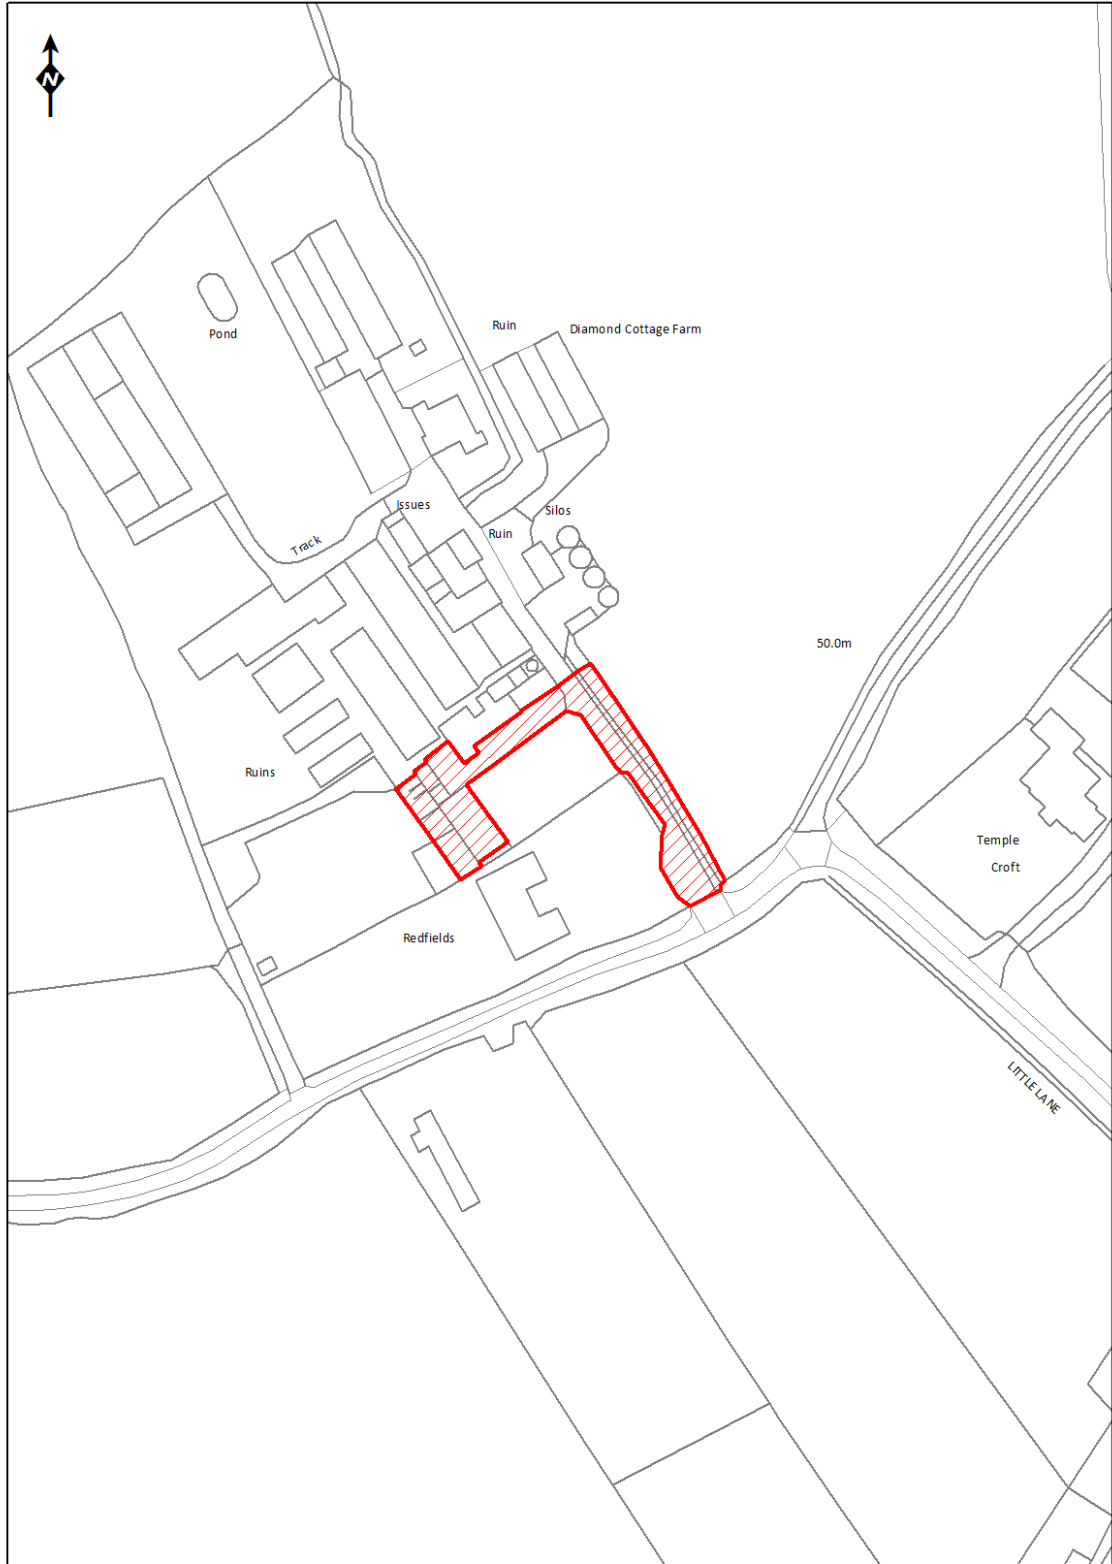 N
Ruin
Diamond Cottage Farm
Pond
Issues
Silos
Ruin
Track
50.0m
Ruins
Temple
Croft
Redfields
LITTLE LANE